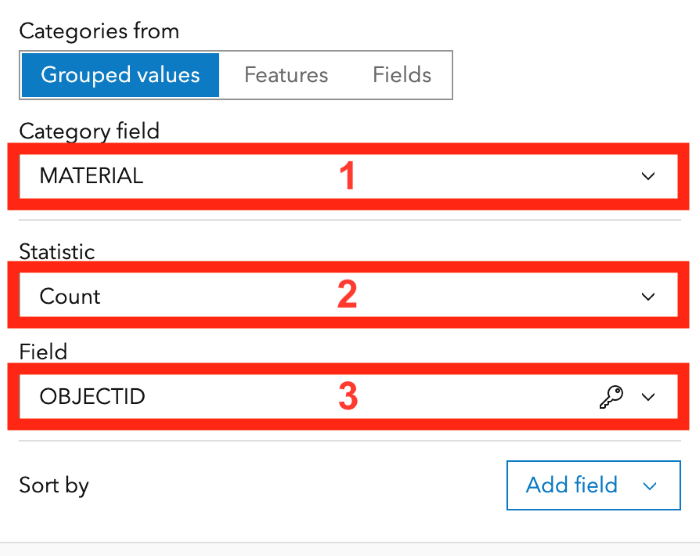 Categories from
Grouped values Features Fields
Category field
MATERIAL 1
Statistic
Count 2
Field
OBJECTID 3
Sort by Add field